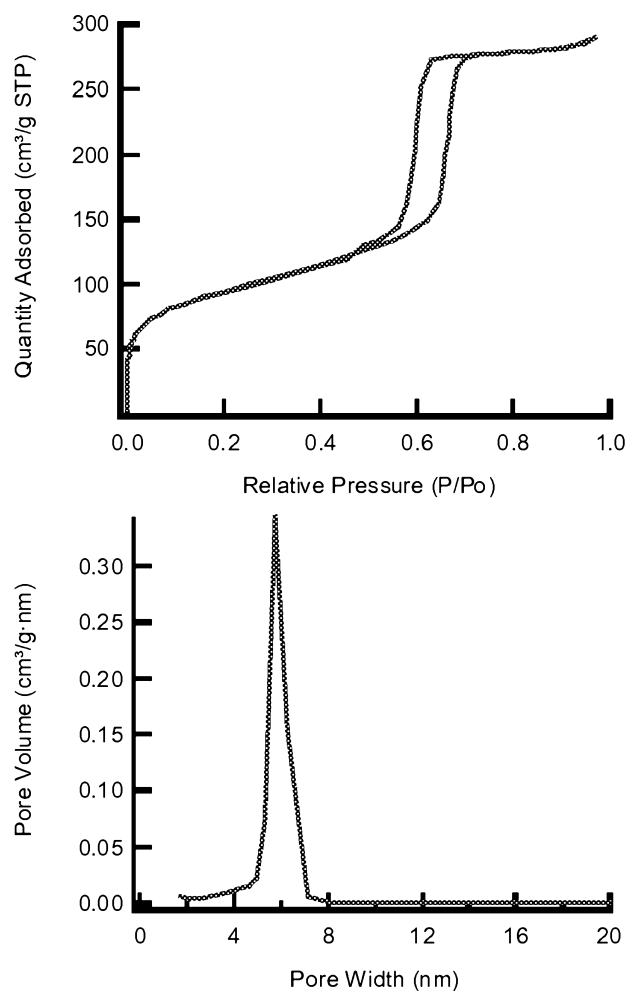 300
250
200
150
100
50
Quantity Adsorbed (cm³/g STP)
0.0 0.2 0.4 0.6 0.8 1.0
Relative Pressure (P/Po)
0.30
0.25
0.20
0.15
0.10
0.05
0.00
Pore Volume (cm³/g·nm)
0 4 8 12 16 20
Pore Width (nm)